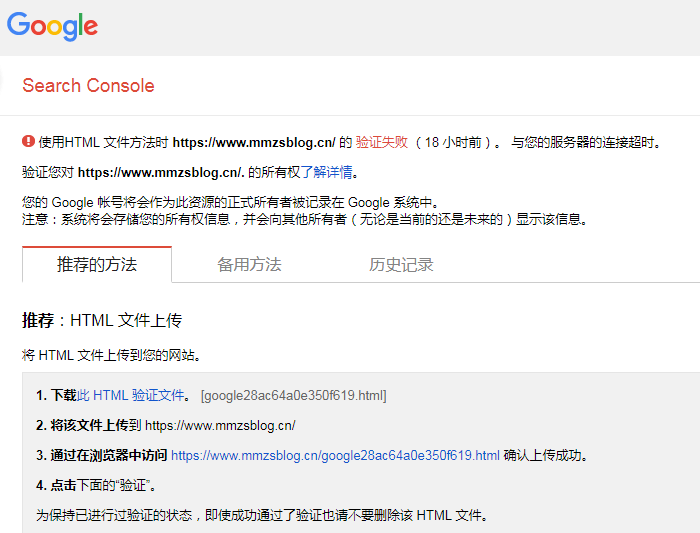 Google
Search Console
使用HTML 文件方法时 https://www.mmzsblog.cn/ 的 验证失败 （ 18 小时前）。 与您的服务器的连接超时。
验证您对 https://www.mmzsblog.cn/. 的所有权了解详情。
您的 Google 帐号将会作为此资源的正式所有者被记录在 Google 系统中。
注意：系统将会存储您的所有权信息，并会向其他所有者（无论是当前的还是未来的）显示该信息。
推荐的方法 备用方法 历史记录
推荐：HTML 文件上传
将 HTML 文件上传到您的网站。
1. 下载此 HTML 验证文件。 [google28ac64a0e350f619.html]
2. 将该文件上传到 https://www.mmzsblog.cn/
3. 通过在浏览器中访问 https://www.mmzsblog.cn/google28ac64a0e350f619.html 确认上传成功。
4. 点击下面的“验证”。
为保持已进行过验证的状态，即使成功通过了验证也请不要删除该 HTML 文件。